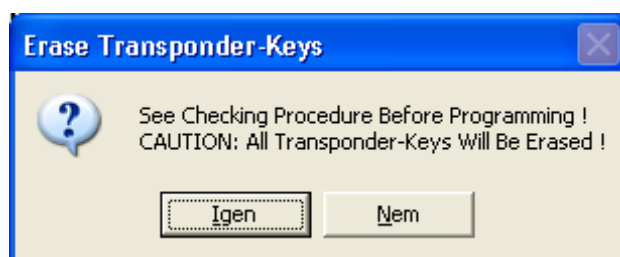 Erase Transponder-Keys
See Checking Procedure Before Programming !
CAUTION: All Transponder-Keys Will Be Erased !
Igen
Nem